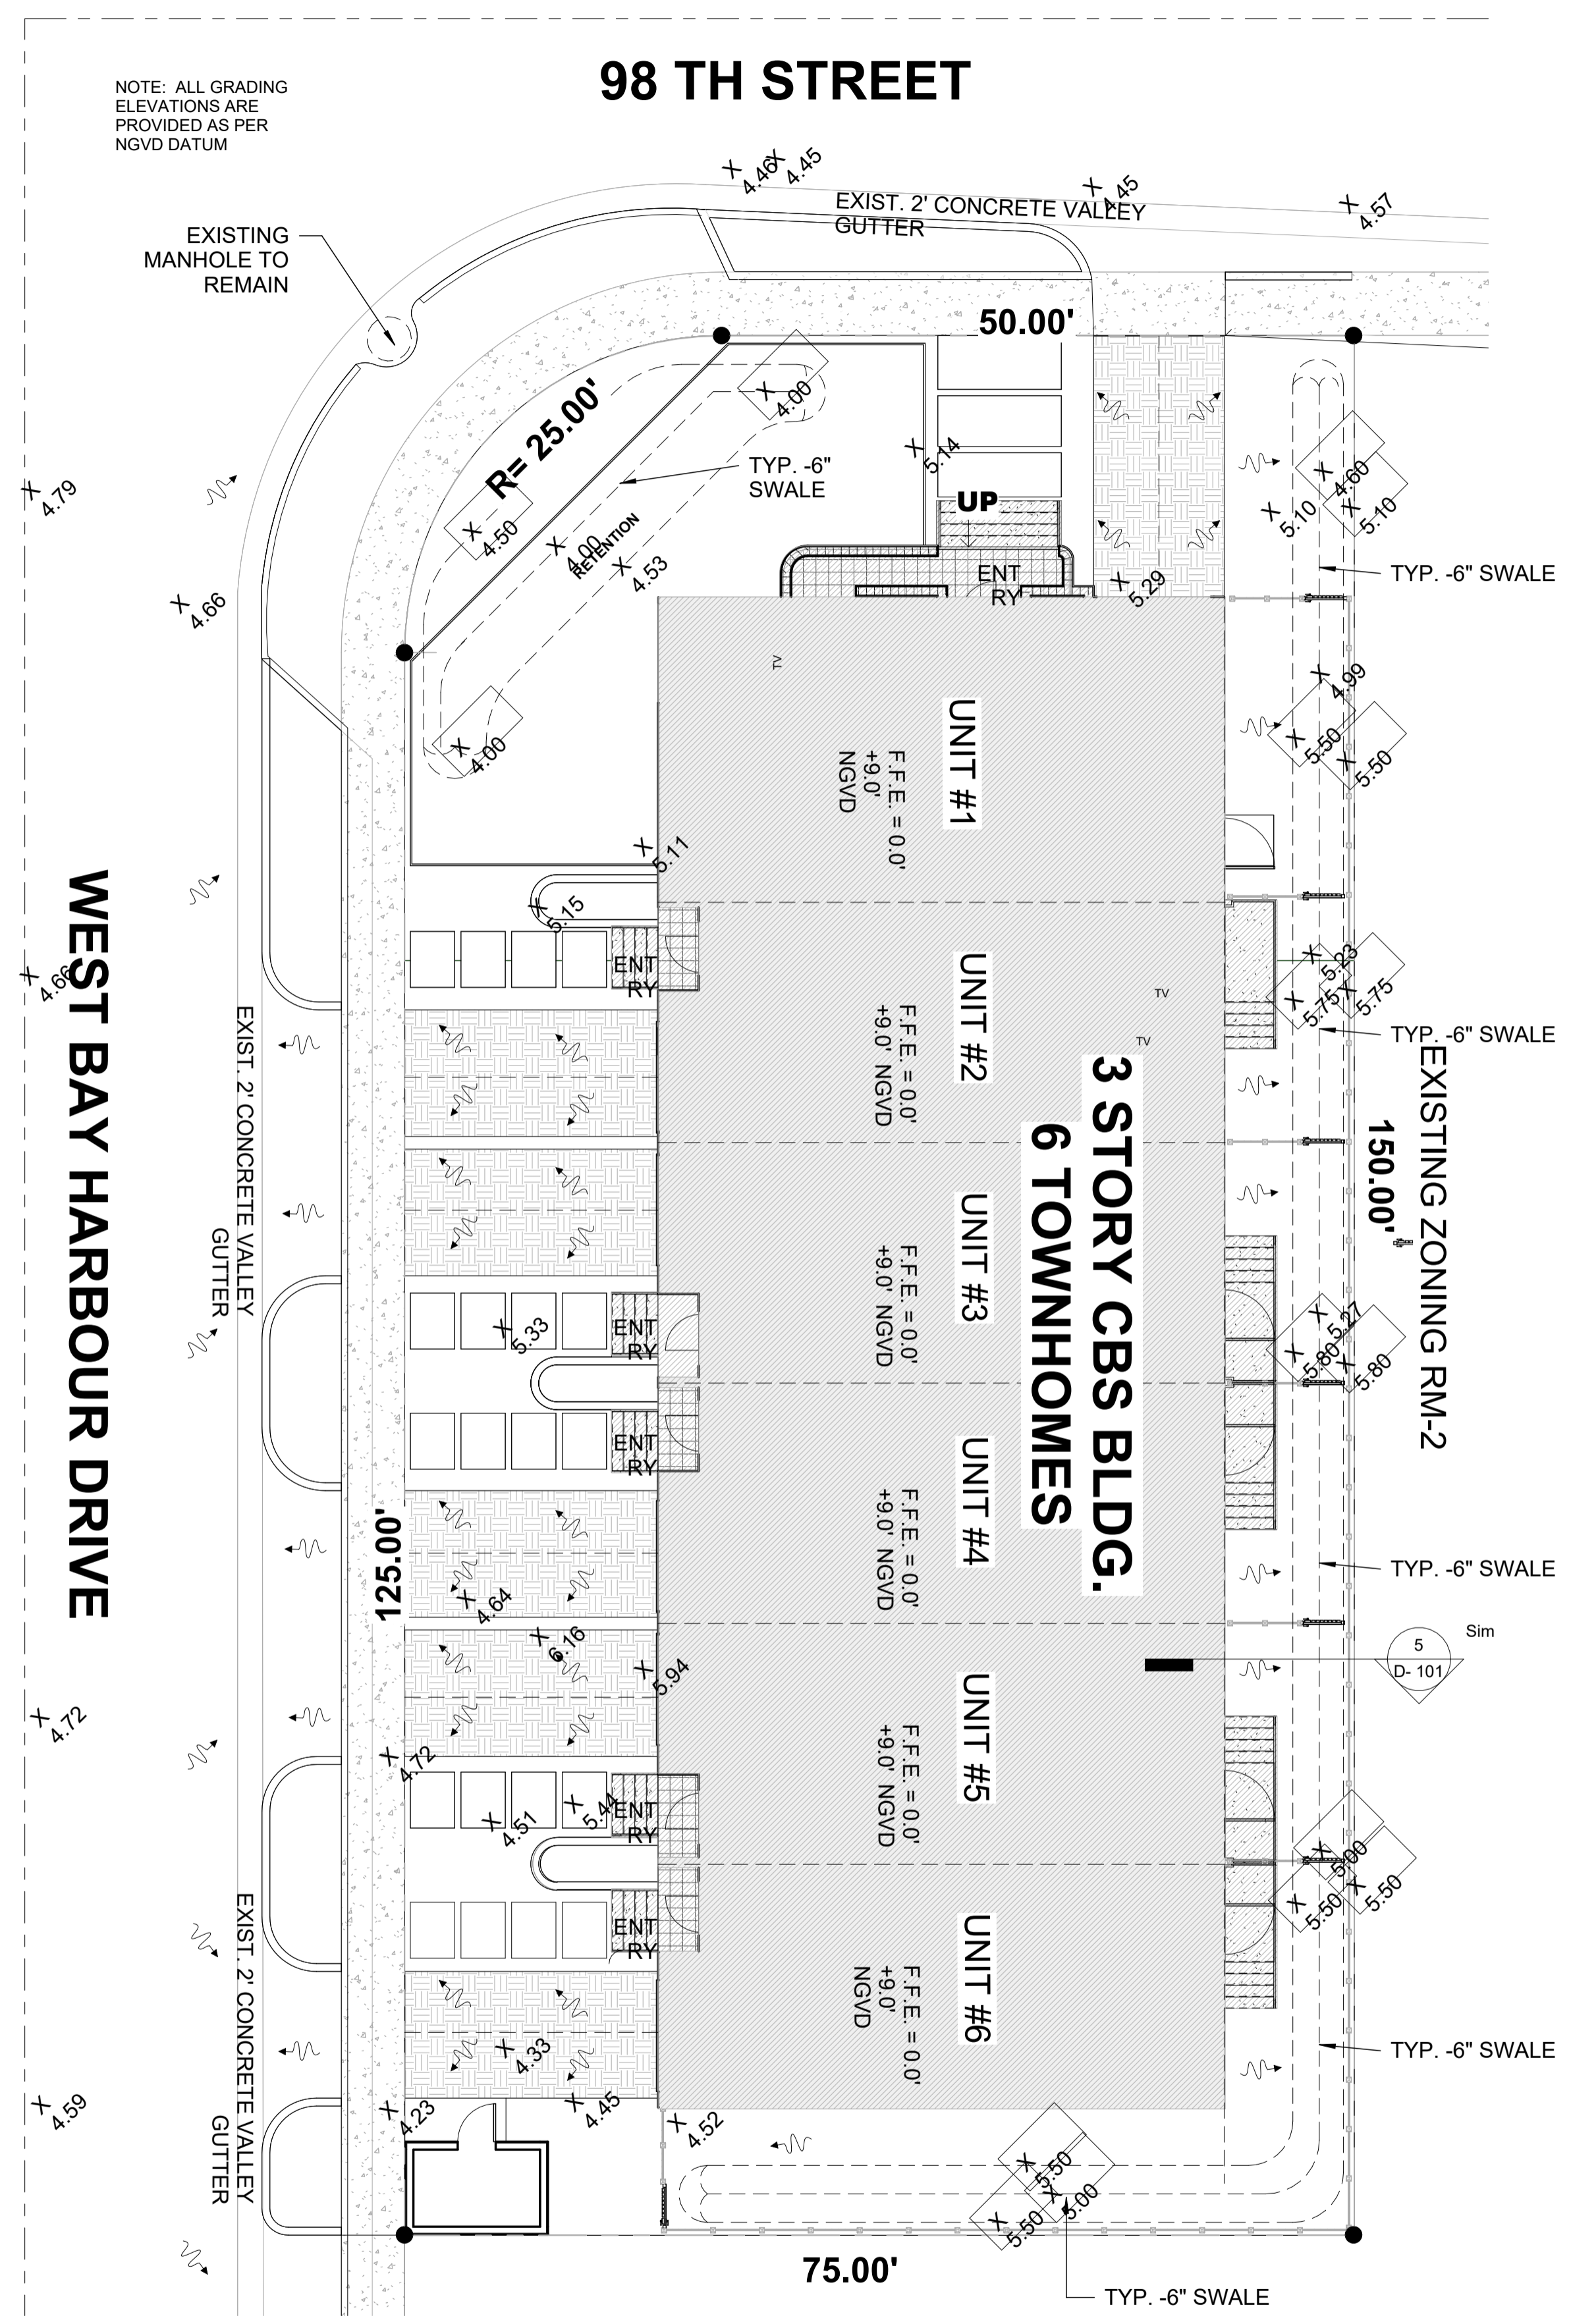 98 TH STREET
NOTE: ALL GRADING
ELEVATIONS ARE
PROVIDED AS PER
NGVD DATUM
X 4.46
X 4.45
X 4.45
X 4.57
EXIST. 2' CONCRETE VALLEY
GUTTER
EXISTING
MANHOLE TO
REMAIN
50.00'
R= 25.00'
X 4.00
TYP. -6"
SWALE
X 5.14
X 4.79
X 4.50
X 4.00
RETENTION
X 4.53
UP
ENT
RY
X 5.29
X 4.60
X 5.10
X 5.10
TYP. -6" SWALE
X 4.66
TV
X 4.00
X 4.99
X 5.50
X 5.50
UNIT #1
F.F.E. = 0.0'
+9.0'
NGVD
X 5.11
X 5.15
ENT
RY
WEST BAY HARBOUR DRIVE
X 4.66
UNIT #2
F.F.E. = 0.0'
+9.0' NGVD
TV
TV
X 5.23
X 5.75
X 5.75
TYP. -6" SWALE
EXIST. 2' CONCRETE VALLEY
GUTTER
3 STORY CBS BLDG.
6 TOWNHOMES
150.00'
EXISTING ZONING RM-2
UNIT #3
F.F.E. = 0.0'
+9.0' NGVD
X 5.33
ENT
RY
X 5.27
X 5.80
X 5.80
ENT
RY
UNIT #4
F.F.E. = 0.0'
+9.0' NGVD
125.00'
TYP. -6" SWALE
X 4.64
X 6.16
X 5.94
5
D- 101
Sim
UNIT #5
F.F.E. = 0.0'
+9.0' NGVD
X 4.72
X 4.72
X 4.51
X 5.44
ENT
RY
X 5.00
X 5.50
X 5.50
ENT
RY
UNIT #6
F.F.E. = 0.0'
+9.0'
NGVD
EXIST. 2' CONCRETE VALLEY
GUTTER
X 4.33
TYP. -6" SWALE
X 4.59
X 4.23
X 4.45
X 4.52
X 5.50
X 5.00
X 5.50
75.00'
TYP. -6" SWALE